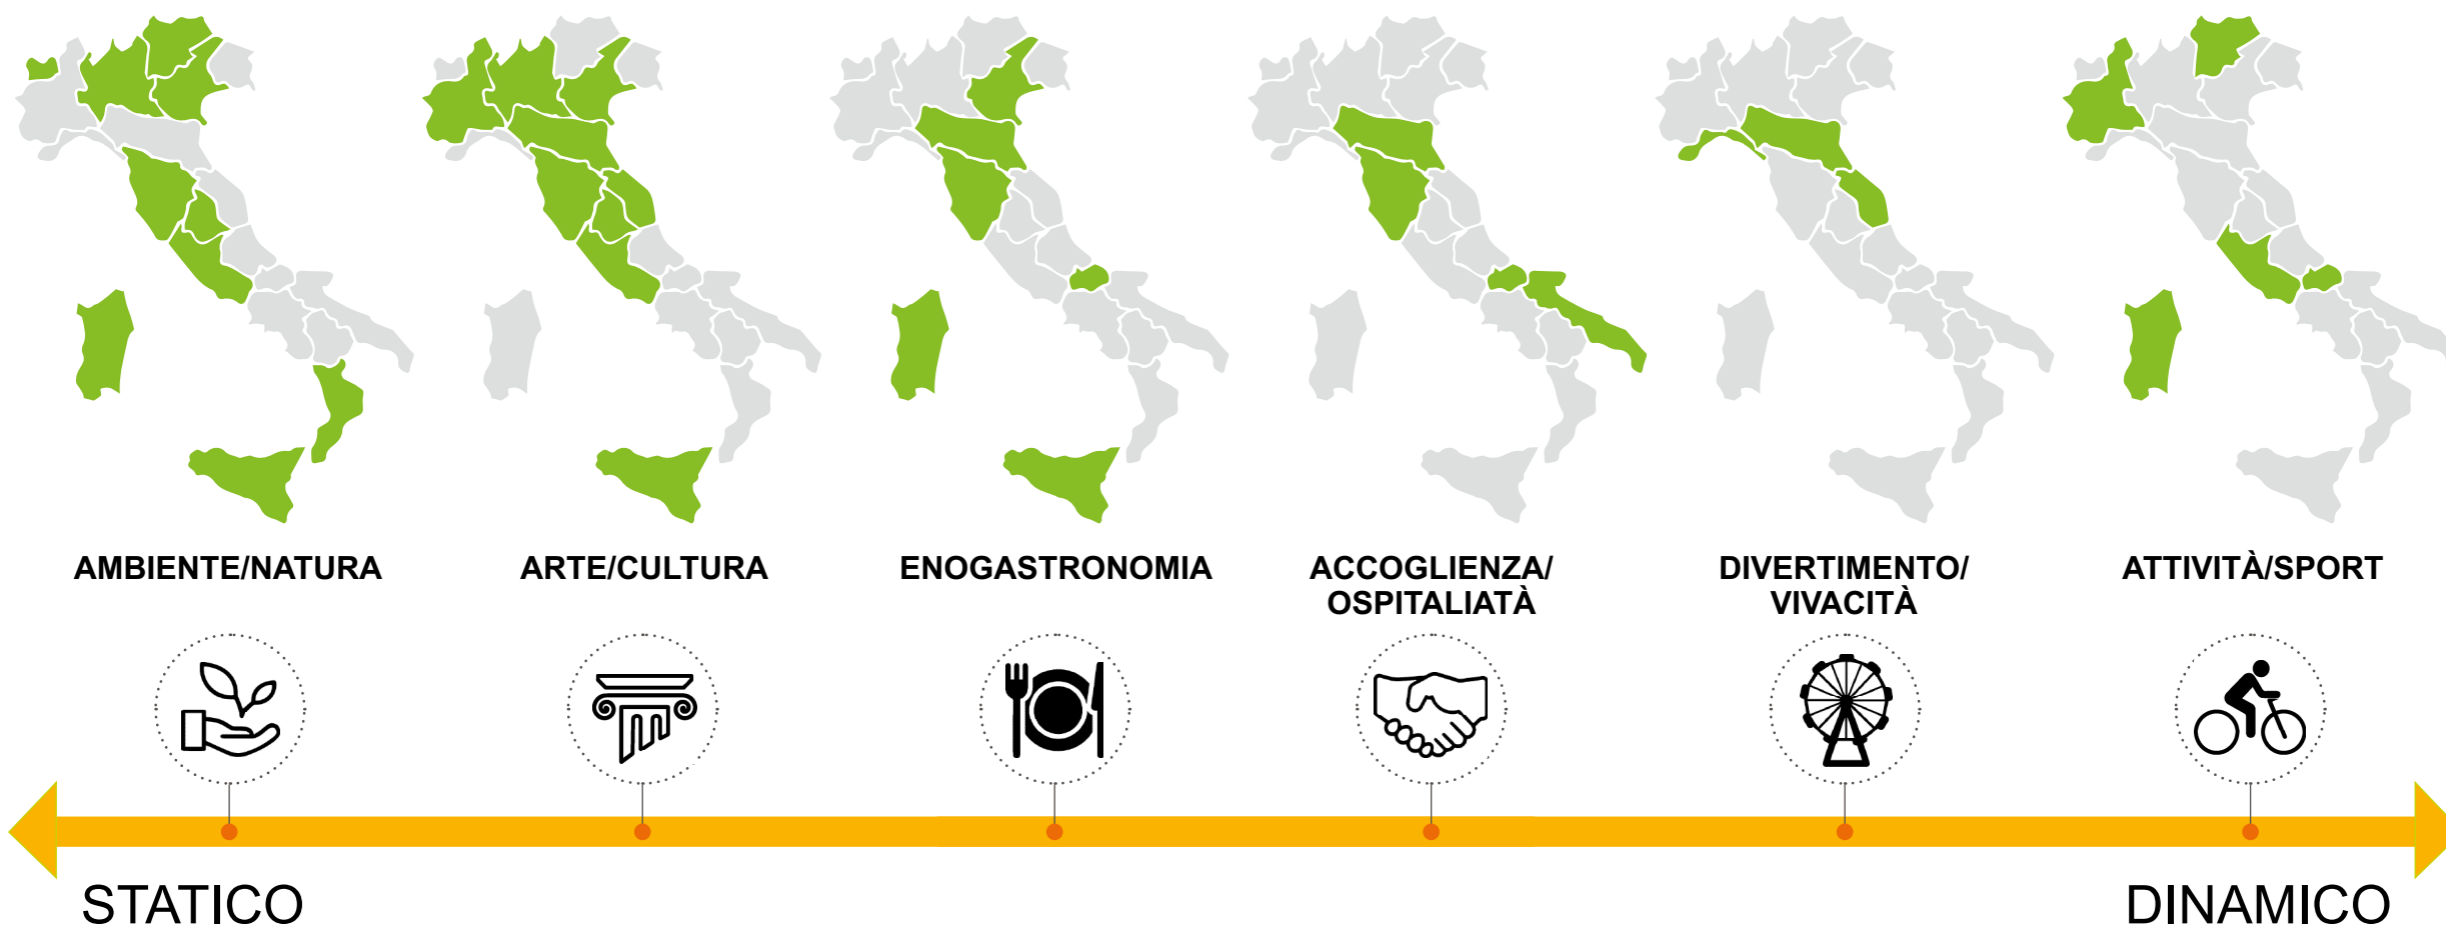 AMBIENTE/NATURA
ARTE/CULTURA
ENOGASTRONOMIA
ACCOGLIENZA/
OSPITALIATÀ
DIVERTIMENTO/
VIVACITÀ
ATTIVITÀ/SPORT
STATICO
DINAMICO